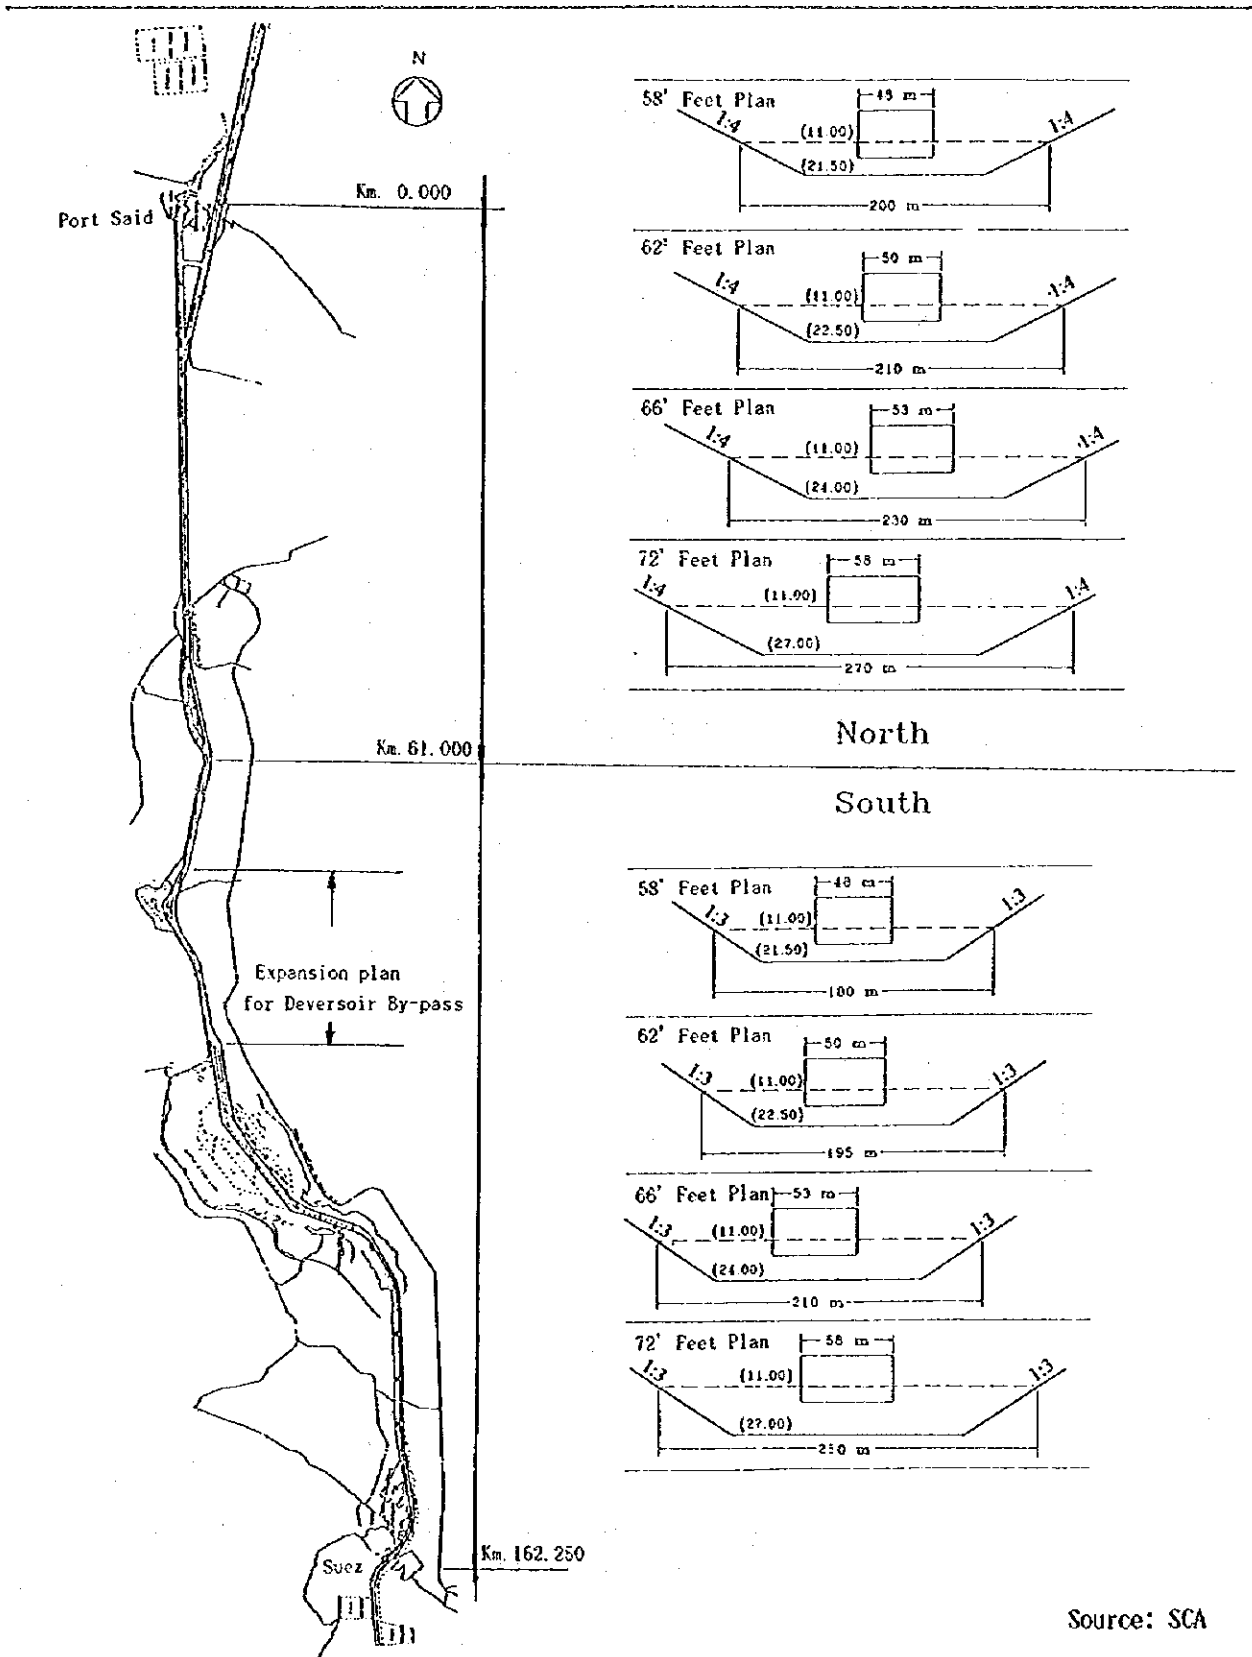 N
Km. 0.000
Port Said
Km. 61.000
Expansion plan
for Deversoir By-pass
Km. 162.250
Suez
58' Feet Plan
48 m
1:4
(11.00)
1:4
(21.50)
200 m
62' Feet Plan
50 m
1:4
(11.00)
1:4
(22.50)
210 m
66' Feet Plan
53 m
1:4
(11.00)
1:4
(24.00)
230 m
72' Feet Plan
58 m
1:4
(11.00)
1:4
(27.00)
270 m
North
South
58' Feet Plan
48 m
1:3
(11.00)
1:3
(21.50)
62' Feet Plan
50 m
1:3
(11.00)
1:3
(22.50)
195 m
66' Feet Plan
53 m
1:3
(11.00)
1:3
(24.00)
210 m
72' Feet Plan
58 m
1:3
(11.00)
1:3
(27.00)
Source: SCA